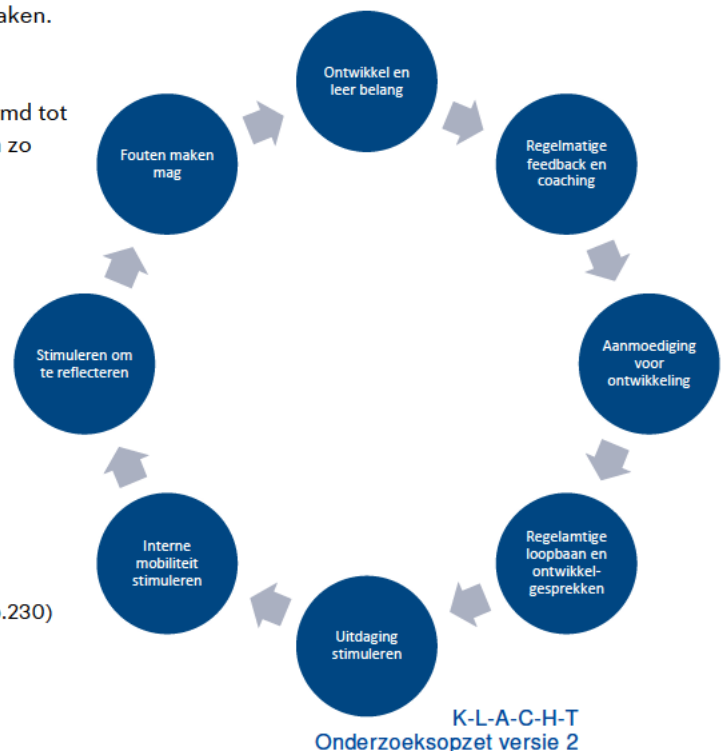 aken.
md tot
zo
.230)
Ontwikkel en
leer belang
Regelmatige
feedback en
coaching
Aanmoediging
voor
ontwikkeling
Regelamtige
loopbaan en
ontwikkel-
gesprekken
Uitdaging
stimuleren
Interne
mobiliteit
stimuleren
Stimuleren om
te reflecteren
Fouten maken
mag
K-L-A-C-H-T
Onderzoeksopzet versie 2